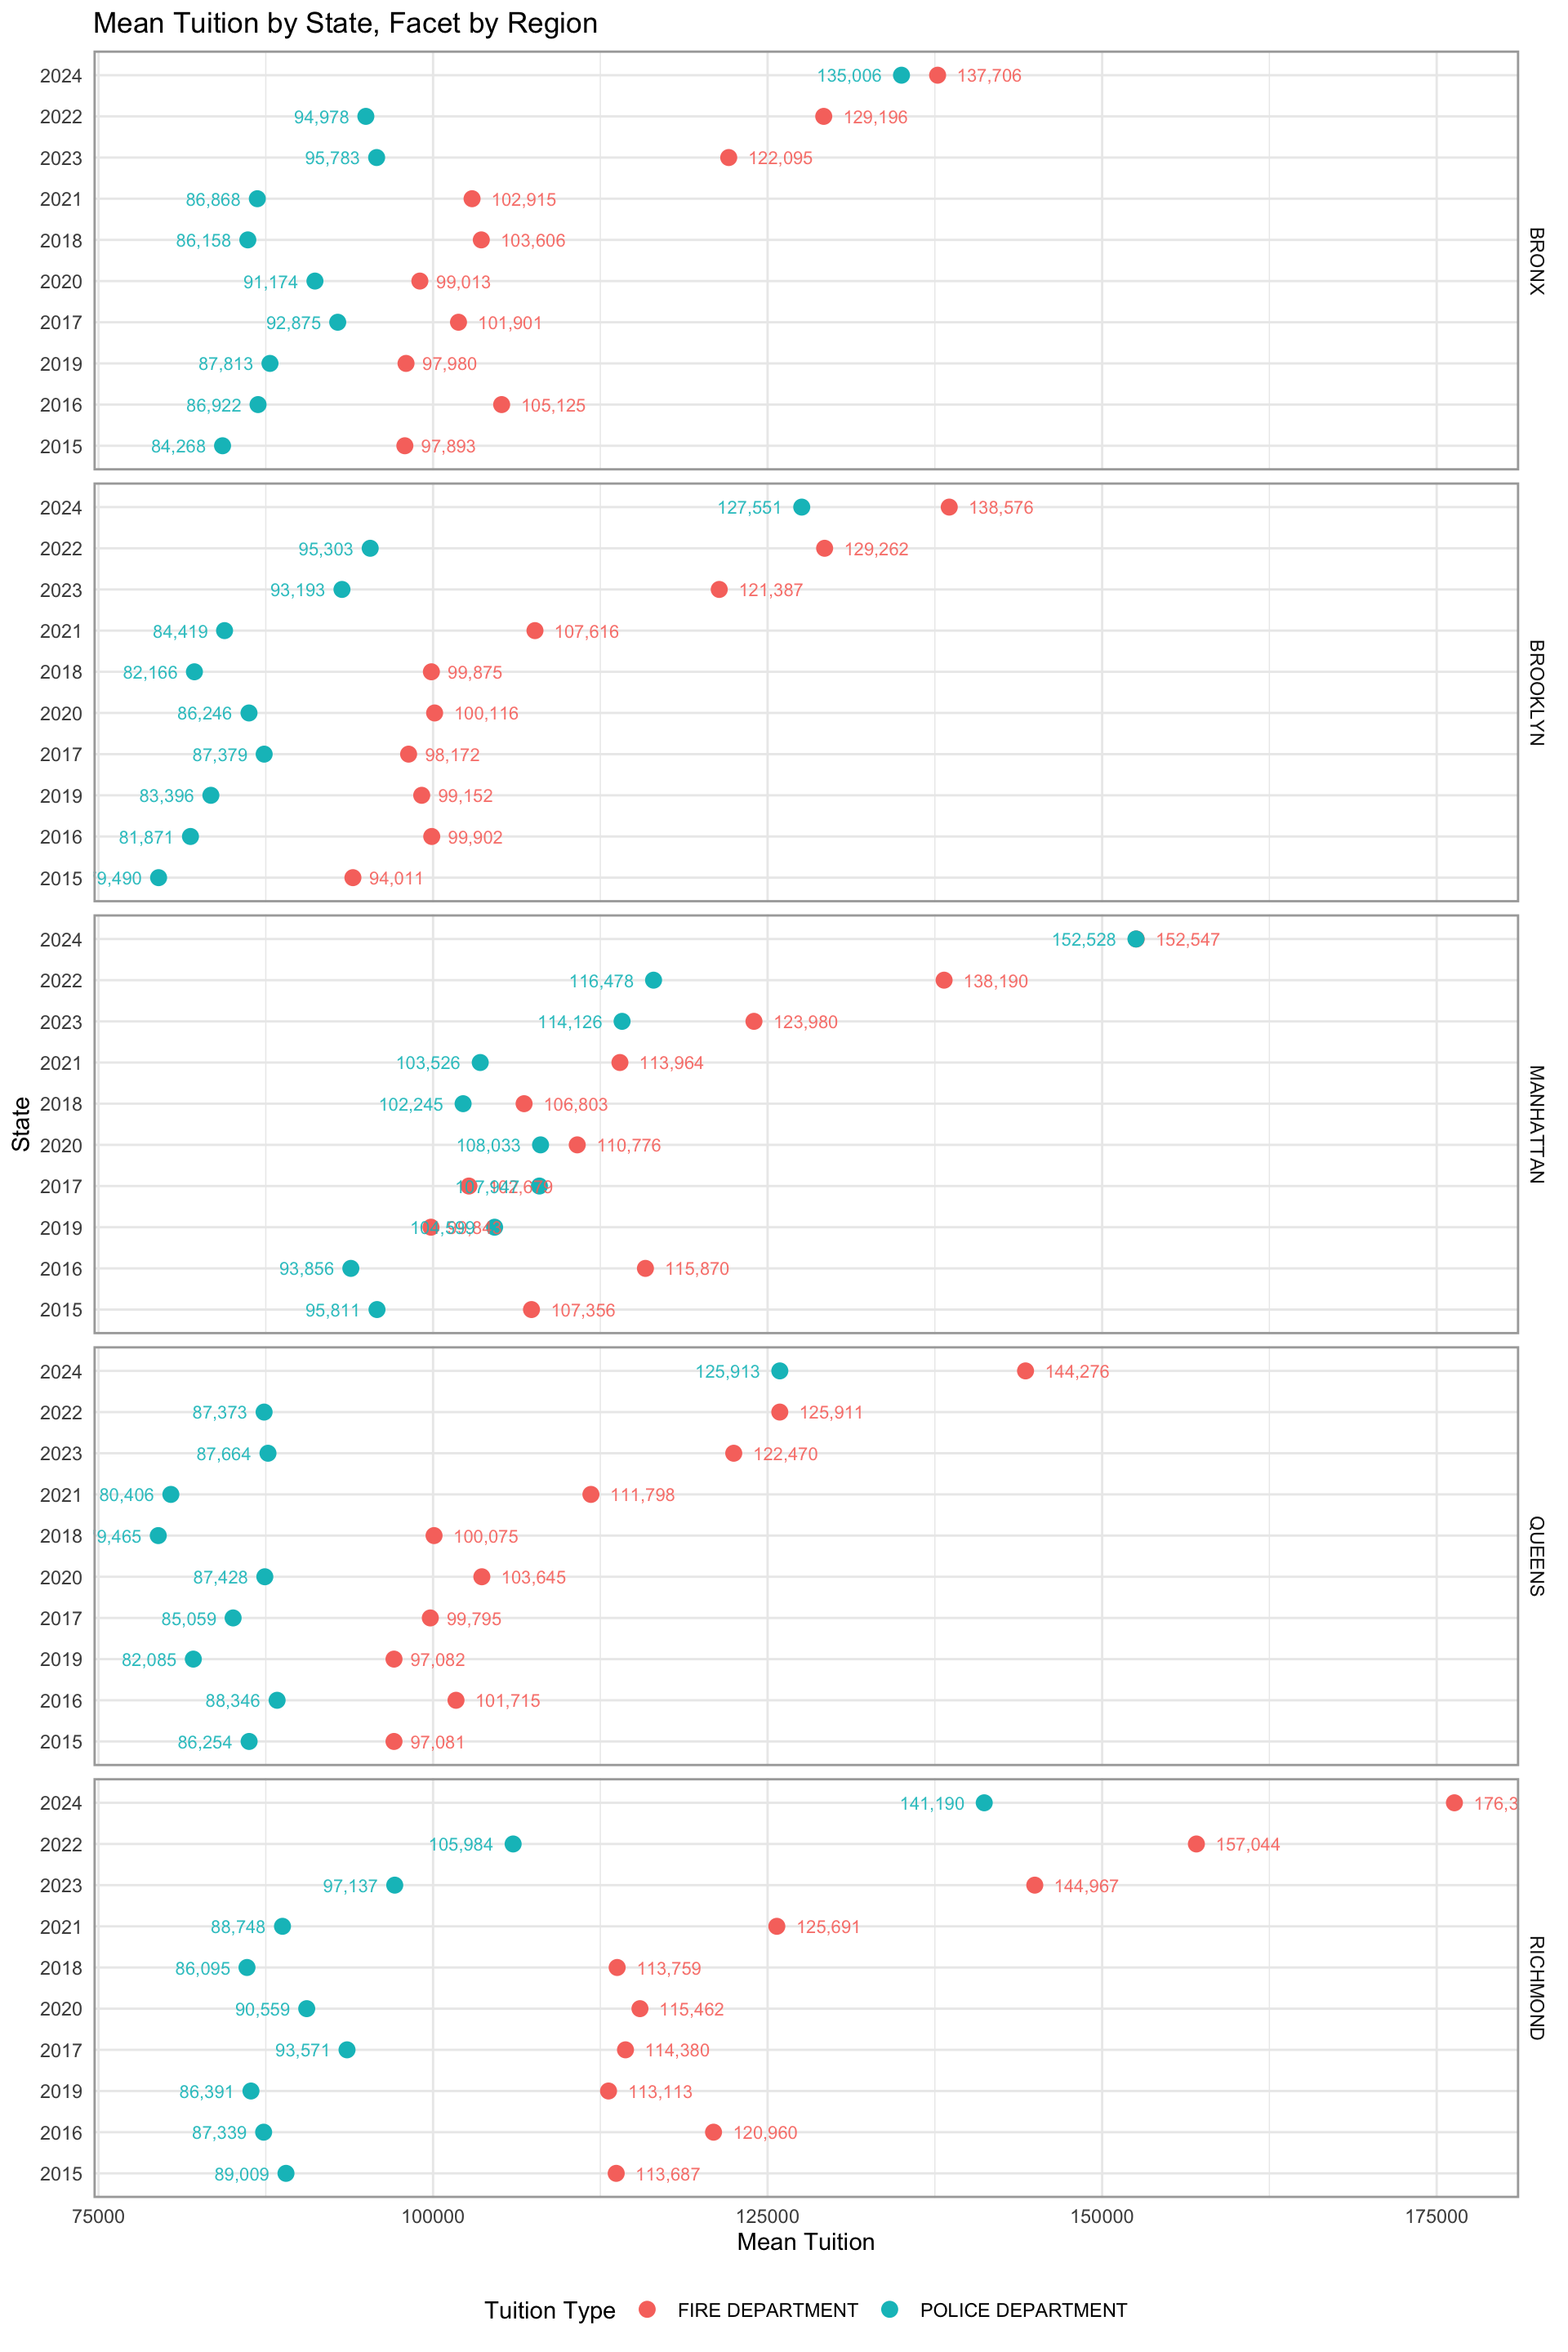 Mean Tuition by State, Facet by Region
2024 135,006 137,706
2022 94,978 129,196
2023 95,783 122,095
2021 86,868 102,915
2018 86,158 103,606
2020 91,174 99,013
2017 92,875 101,901
2019 87,813 97,980
2016 86,922 105,125
2015 84,268 97,893
BRONX
2024 127,551 138,576
2022 95,303 129,262
2023 93,193 121,387
2021 84,419 107,616
2018 82,166 99,875
2020 86,246 100,116
2017 87,379 98,172
2019 83,396 99,152
2016 81,871 99,902
2015 9,490 94,011
BROOKLYN
State
2024 152,528 152,547
2022 116,478 138,190
2023 114,126 123,980
2021 103,526 113,964
2018 102,245 106,803
2020 108,033 110,776
2017
2019
2016 93,856 115,870
2015 95,811 107,356
MANHATTAN
2024 125,913 144,276
2022 87,373 125,911
2023 87,664 122,470
2021 80,406 111,798
2018 9,465 100,075
2020 87,428 103,645
2017 85,059 99,795
2019 82,085 97,082
2016 88,346 101,715
2015 86,254 97,081
QUEENS
2024 141,190 176,3
2022 105,984 157,044
2023 97,137 144,967
2021 88,748 125,691
2018 86,095 113,759
2020 90,559 115,462
2017 93,571 114,380
2019 86,391 113,113
2016 87,339 120,960
2015 89,009 113,687
RICHMOND
75000 100000 125000 150000 175000
Mean Tuition
Tuition Type FIRE DEPARTMENT POLICE DEPARTMENT